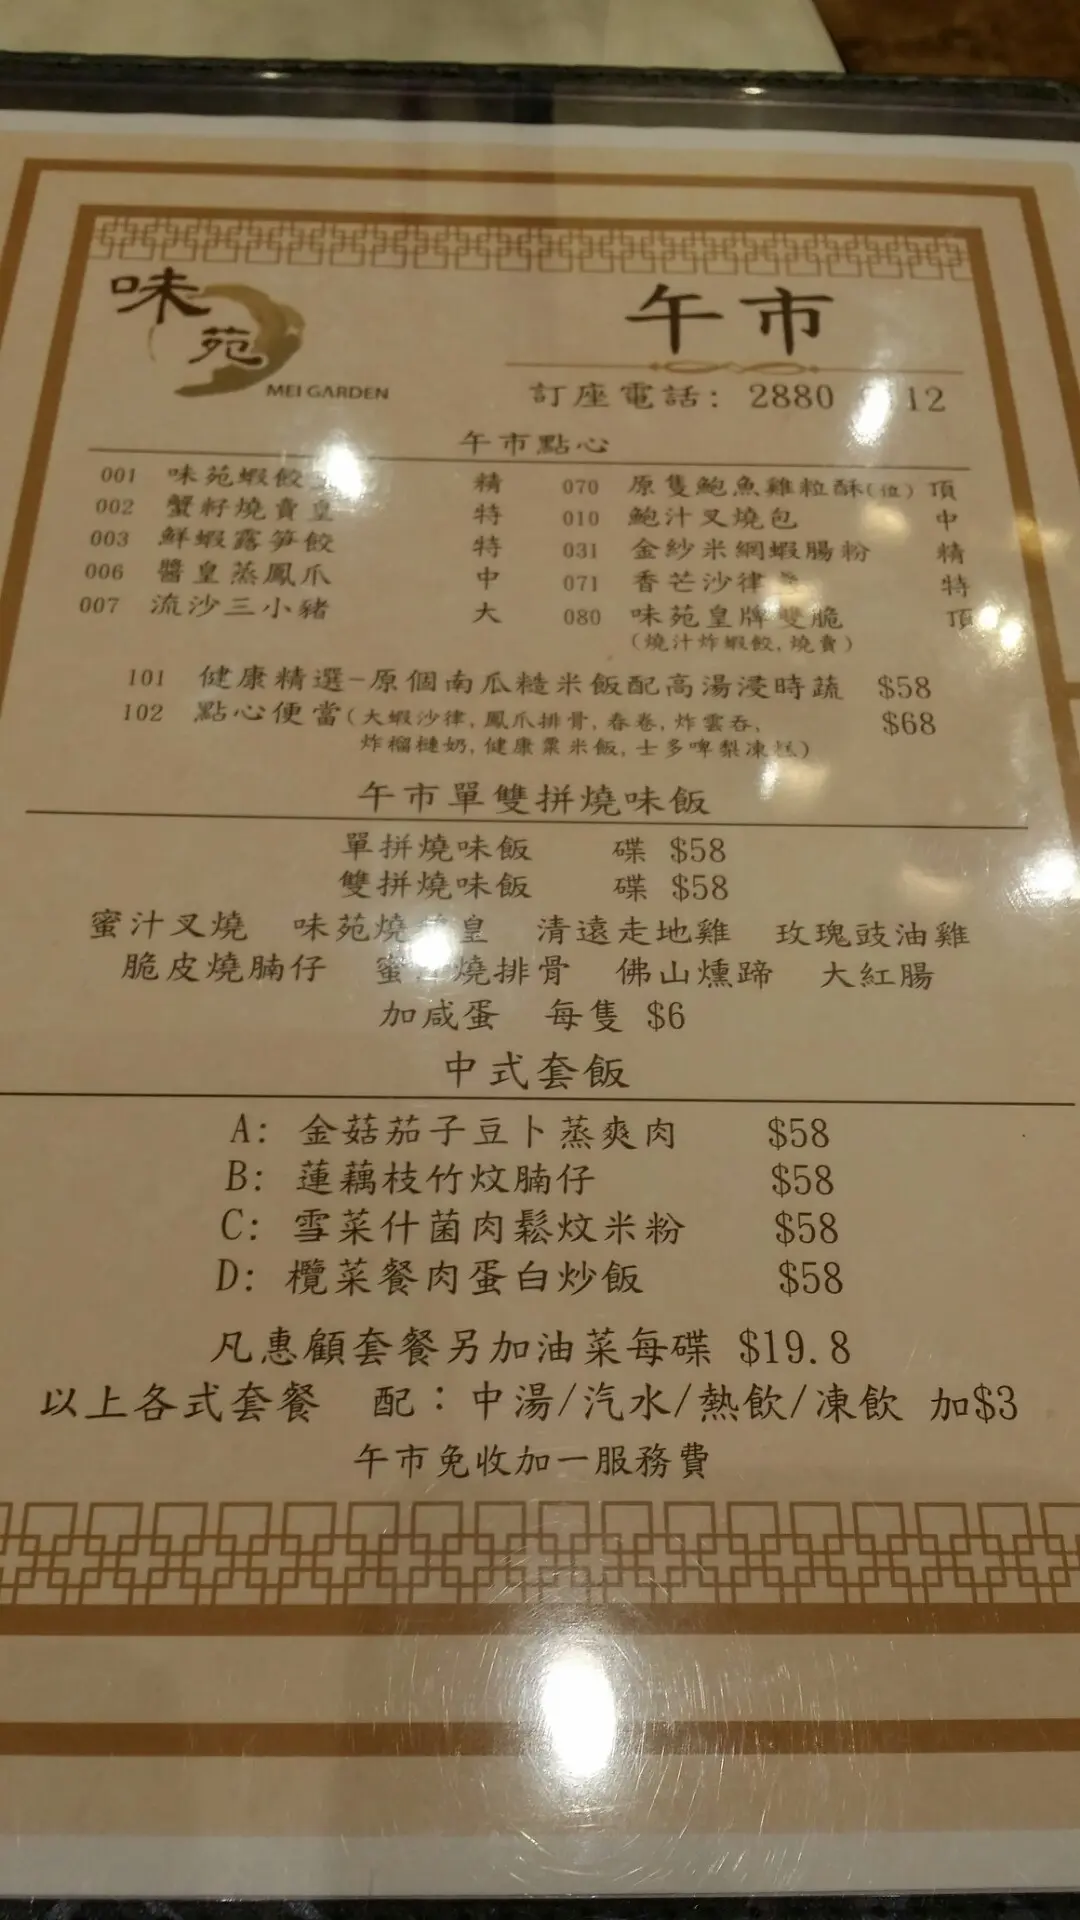 味苑
MEI GARDEN
午市
訂座電話: 2880 12
午市點心
001 味苑蝦餃 精
002 蟹籽燒賣皇 特
003 鮮蝦露笋餃 特
006 醬皇蒸鳳爪 中
007 流沙三小豬 大
070 原隻鮑魚雞粒酥(位) 頂
010 鮑汁叉燒包 中
031 金紗米網蝦腸粉 精
071 香芒沙律 特
080 味苑皇牌雙脆 頂
(燒汁炸蝦餃,燒賣)
101 健康精選-原個南瓜糙米飯配高湯浸時蔬 $58
102 點心便當(大蝦沙律,鳳爪排骨,春卷,炸雲吞, $68
炸榴槤奶,健康粟米飯,士多啤梨凍糕)
午市單雙拼燒味飯
單拼燒味飯 碟 $58
雙拼燒味飯 碟 $58
蜜汁叉燒 味苑燒 皇 清遠走地雞 玫瑰豉油雞
脆皮燒腩仔 蜜汁燒排骨 佛山燻蹄 大紅腸
加咸蛋 每隻 $6
中式套飯
A: 金菇茄子豆卜蒸爽肉 $58
B: 蓮藕枝竹炆腩仔 $58
C: 雪菜什菌肉鬆炆米粉 $58
D: 欖菜餐肉蛋白炒飯 $58
凡惠顧套餐另加油菜每碟 $19.8
以上各式套餐 配：中湯/汽水/熱飲/凍飲 加$3
午市免收加一服務費